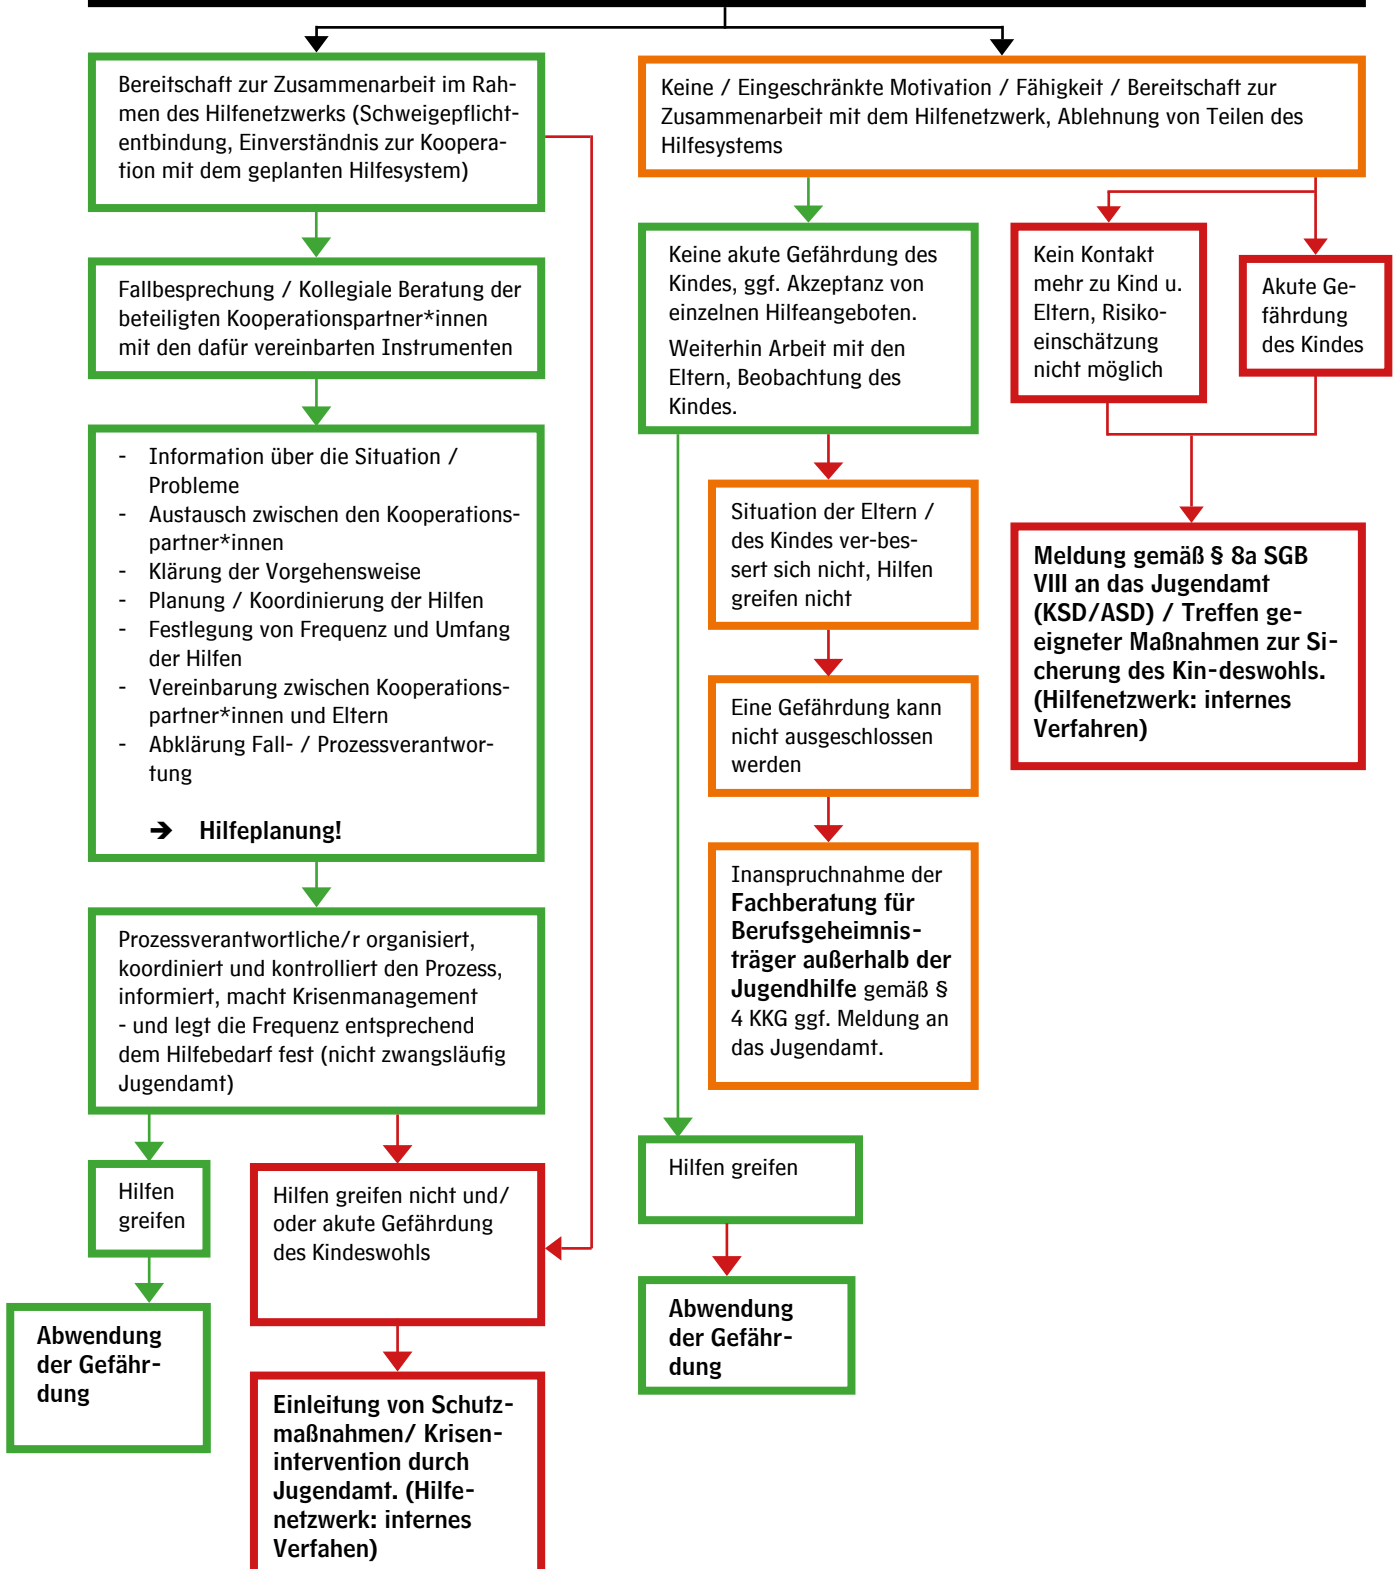 Bereitschaft zur Zusammenarbeit im Rah-
men des Hilfenetzwerks (Schweigepflicht-
entbindung, Einverständnis zur Koopera-
tion mit dem geplanten Hilfesystem)
Fallbesprechung / Kollegiale Beratung der
beteiligten Kooperationspartner*innen
mit den dafür vereinbarten Instrumenten
- Information über die Situation /
Probleme
- Austausch zwischen den Kooperations-
partner*innen
- Klärung der Vorgehensweise
- Planung / Koordinierung der Hilfen
- Festlegung von Frequenz und Umfang
der Hilfen
- Vereinbarung zwischen Kooperations-
partner*innen und Eltern
- Abklärung Fall- / Prozessverantwor-
tung
➔ Hilfeplanung!
Prozessverantwortliche/r organisiert,
koordiniert und kontrolliert den Prozess,
informiert, macht Krisenmanagement
- und legt die Frequenz entsprechend
dem Hilfebedarf fest (nicht zwangsläufig
Jugendamt)
Hilfen
greifen
Abwendung
der Gefähr-
dung
Hilfen greifen nicht und/
oder akute Gefährdung
des Kindeswohls
Einleitung von Schutz-
maßnahmen/ Krisen-
intervention durch
Jugendamt. (Hilfe-
netzwerk: internes
Verfahen)
Keine / Eingeschränkte Motivation / Fähigkeit / Bereitschaft zur
Zusammenarbeit mit dem Hilfenetzwerk, Ablehnung von Teilen des
Hilfesystems
Keine akute Gefährdung des
Kindes, ggf. Akzeptanz von
einzelnen Hilfeangeboten.
Weiterhin Arbeit mit den
Eltern, Beobachtung des
Kindes.
Situation der Eltern /
des Kindes ver-bes-
sert sich nicht, Hilfen
greifen nicht
Eine Gefährdung kann
nicht ausgeschlossen
werden
Inanspruchnahme der
Fachberatung für
Berufsgeheimnis-
träger außerhalb der
Jugendhilfe gemäß §
4 KKG ggf. Meldung an
das Jugendamt.
Hilfen greifen
Abwendung
der Gefähr-
dung
Kein Kontakt
mehr zu Kind u.
Eltern, Risiko-
einschätzung
nicht möglich
Akute Ge-
fährdung
des Kindes
Meldung gemäß § 8a SGB
VIII an das Jugendamt
(KSD/ASD) / Treffen ge-
eigneter Maßnahmen zur Si-
cherung des Kin-deswohls.
(Hilfenetzwerk: internes
Verfahren)